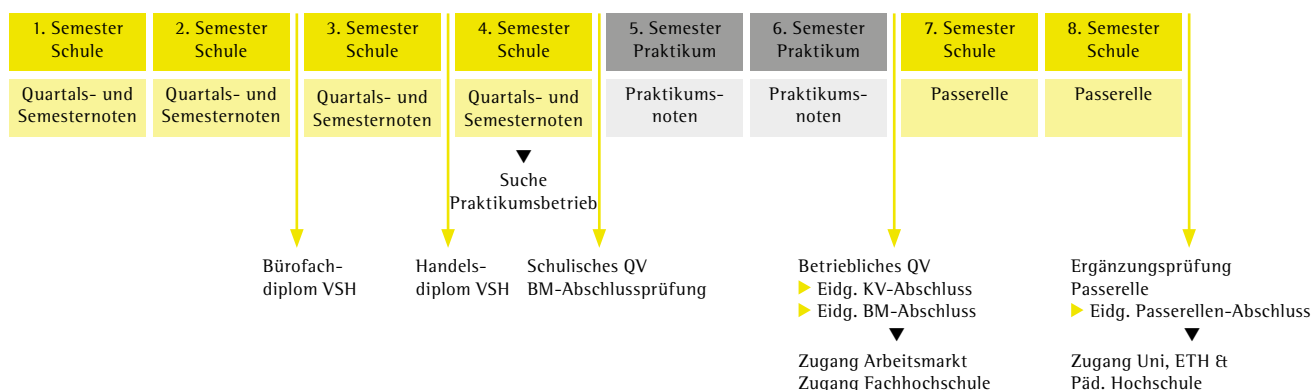 1. Semester
Schule
2. Semester
Schule
3. Semester
Schule
4. Semester
Schule
5. Semester
Praktikum
6. Semester
Praktikum
7. Semester
Schule
8. Semester
Schule
Quartals- und
Semesternoten
Quartals- und
Semesternoten
Quartals- und
Semesternoten
Quartals- und
Semesternoten
Praktikums-
noten
Praktikums-
noten
Passerelle
Passerelle
Suche
Praktikumsbetrieb
Bürofach-
diplom VSH
Handels-
diplom VSH
Schulisches QV
BM-Abschlussprüfung
Betriebliches QV
Eidg. KV-Abschluss
Eidg. BM-Abschluss
Zugang Arbeitsmarkt
Zugang Fachhochschule
Ergänzungsprüfung
Passerelle
Eidg. Passerellen-Abschluss
Zugang Uni, ETH &
Päd. Hochschule